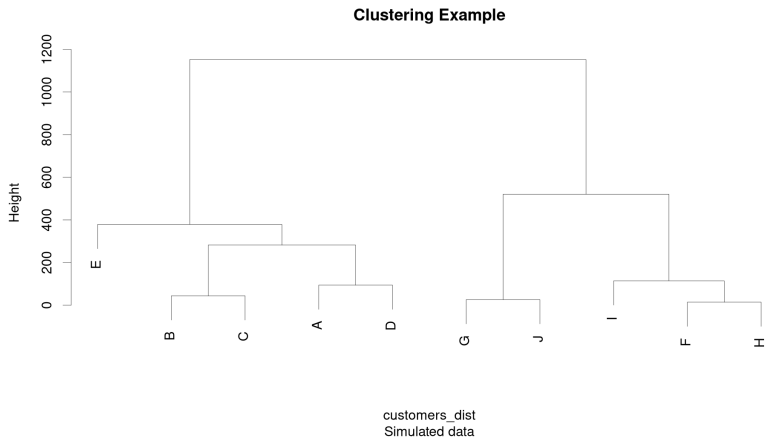 Clustering Example
Height
1200
1000
800
600
400
200
0
E
B
C
A
D
G
J
I
F
H
customers_dist
Simulated data